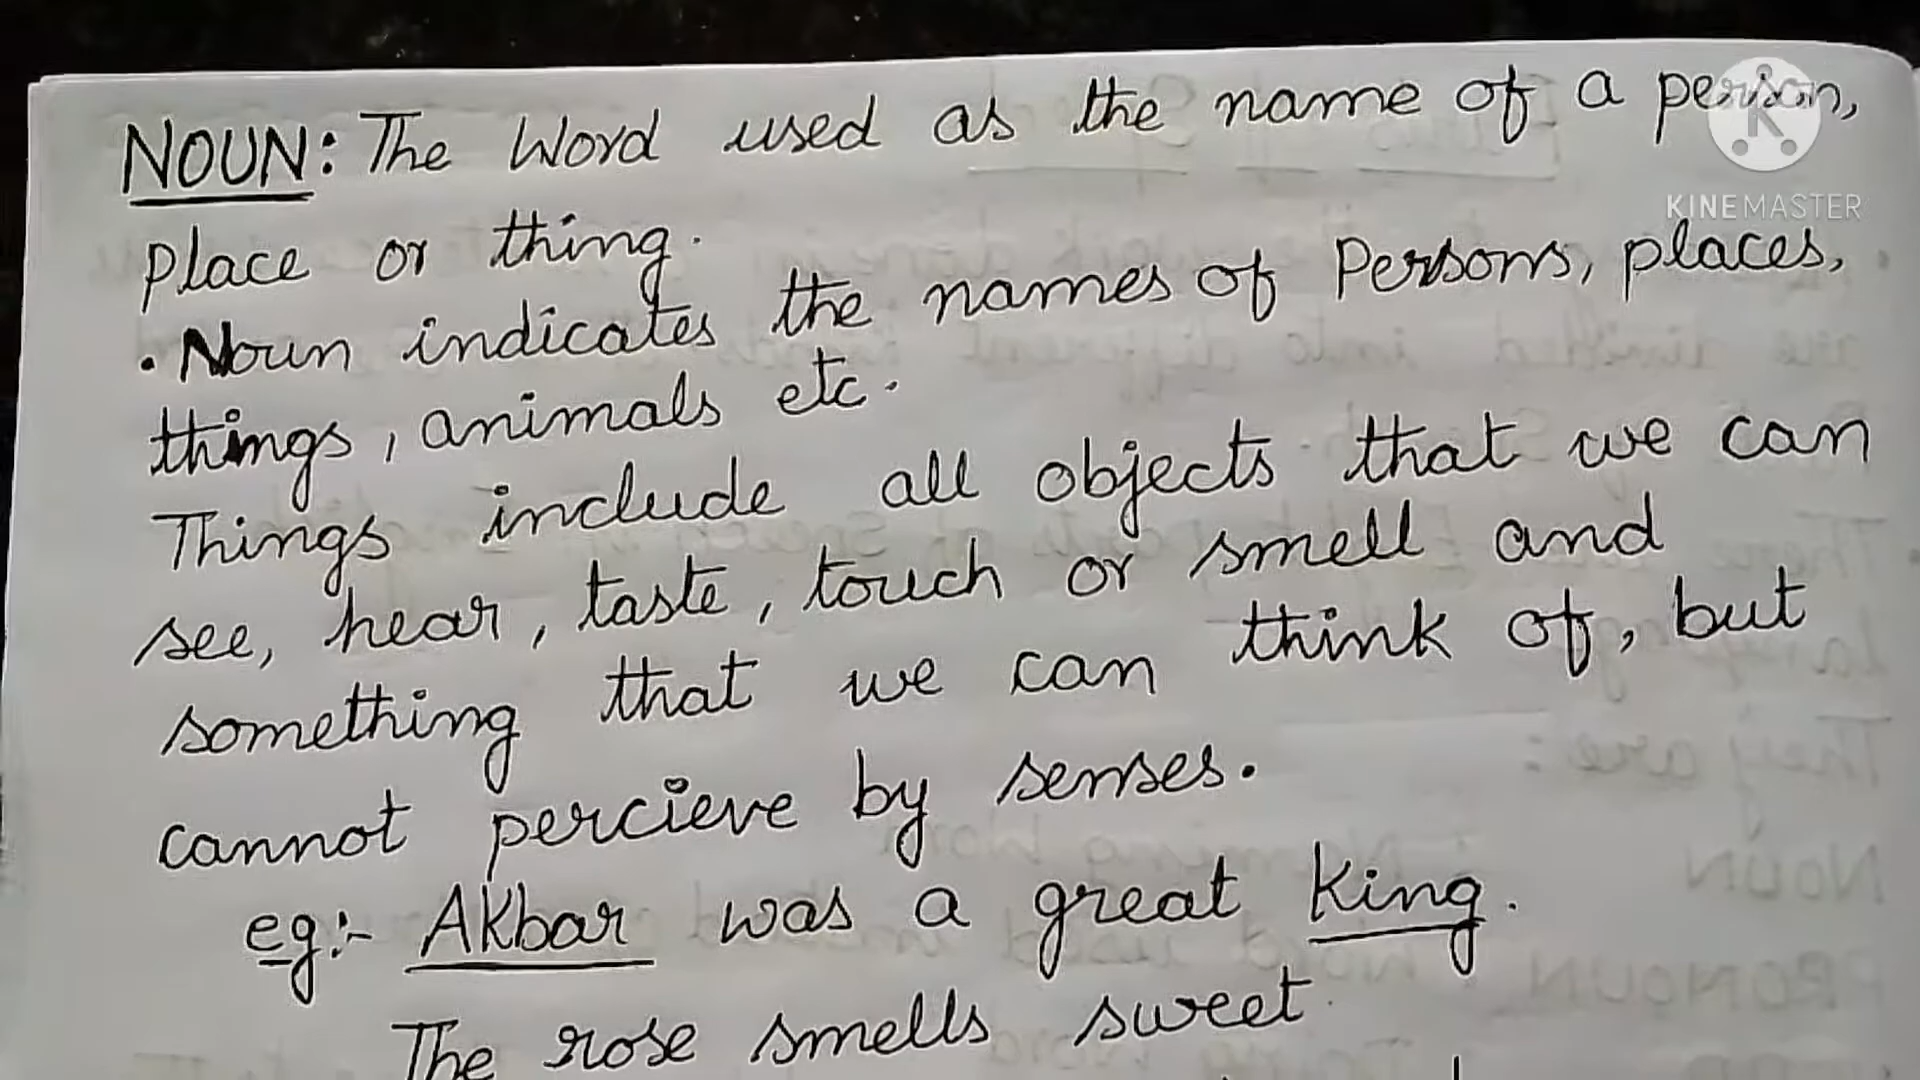 NOUN: The Word used as the name of a person,
KINEMASTER
place or thing.
• Noun indicates the names of Persons, places,
things, animals etc.
Things include all objects that we can
see, hear, taste, touch or smell and
something that we can think of, but
cannot percieve by senses.
eg:- Akbar was a great King.
The rose smells sweet